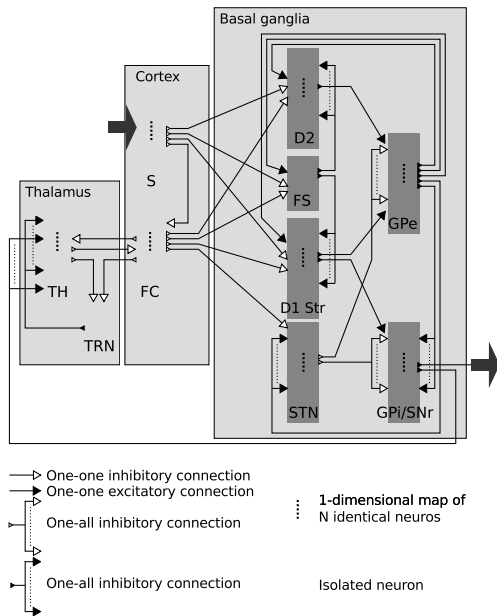 Basal ganglia
Cortex
D2
S
FS
Thalamus
GPe
TH
FC
D1 Str
TRN
STN
GPi/SNr
One-one inhibitory connection
One-one excitatory connection
One-all inhibitory connection
1-dimensional map of
N identical neuros
One-all inhibitory connection
Isolated neuron